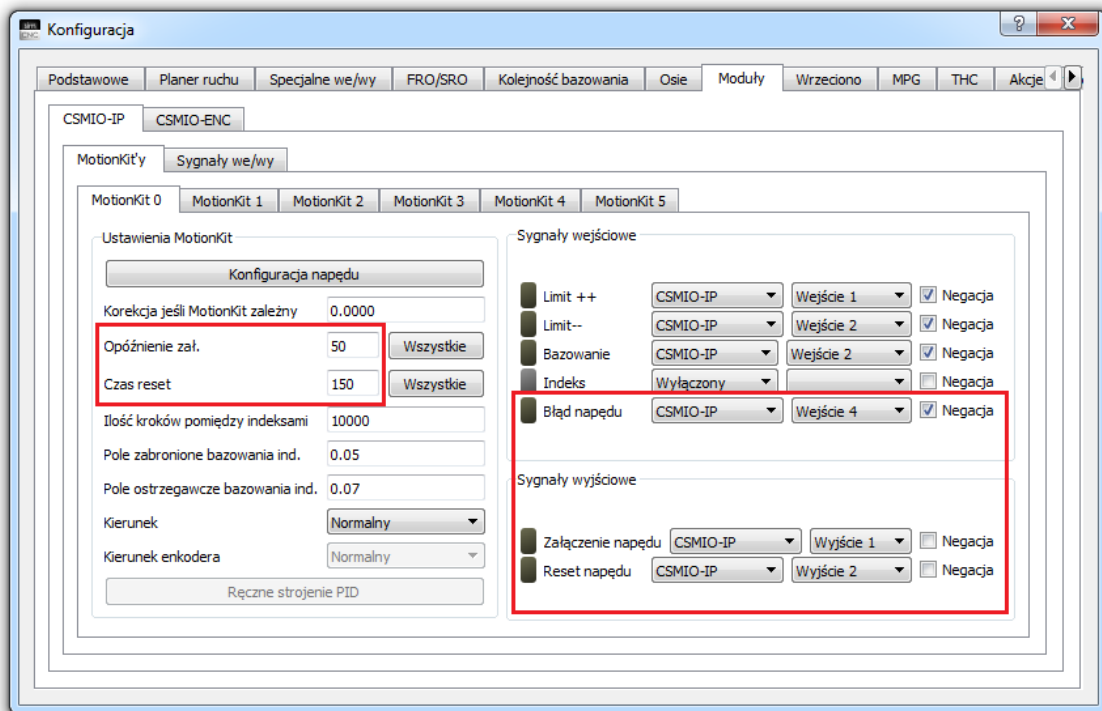 Konfiguracja
Podstawowe Planer ruchu Specjalne we/wy FRO/SRO Kolejność bazowania Osie Moduły Wrzeciono MPG THC Akcje
CSMIO-IP CSMIO-ENC
MotionKit'y Sygnały we/wy
MotionKit 0 MotionKit 1 MotionKit 2 MotionKit 3 MotionKit 4 MotionKit 5
Ustawienia MotionKit
Konfiguracja napędu
Korekcja jeśli MotionKit zależny 0.0000
Opóźnienie zał. 50 Wszystkie
Czas reset 150 Wszystkie
Ilość kroków pomiędzy indeksami 10000
Pole zabronione bazowania ind. 0.05
Pole ostrzegawcze bazowania ind. 0.07
Kierunek Normalny
Kierunek enkodera Normalny
Ręczne strojenie PID
Sygnały wejściowe
Limit ++ CSMIO-IP Wejście 1 Negacja
Limit-- CSMIO-IP Wejście 2 Negacja
Bazowanie CSMIO-IP Wejście 2 Negacja
Indeks Wyłączony Negacja
Błąd napędu CSMIO-IP Wejście 4 Negacja
Sygnały wyjściowe
Załączenie napędu CSMIO-IP Wyjście 1 Negacja
Reset napędu CSMIO-IP Wyjście 2 Negacja